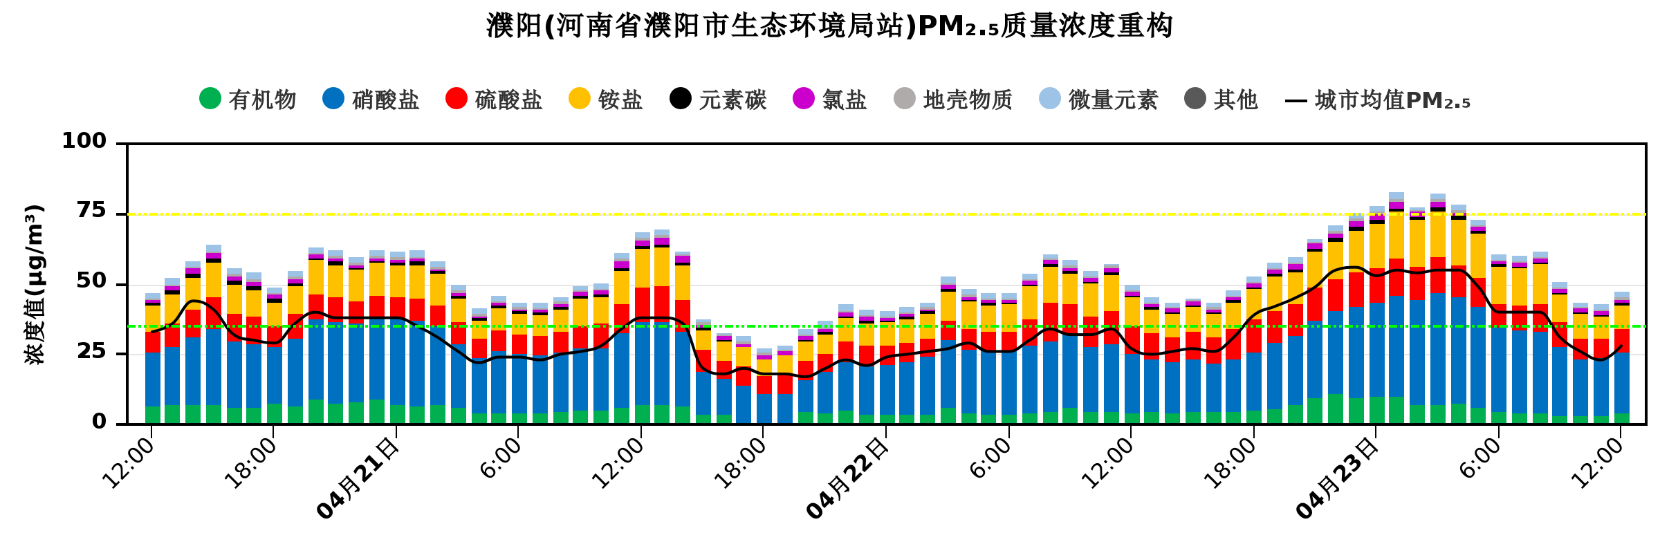 濮阳(河南省濮阳市生态环境局站)PM₂.₅质量浓度重构
有机物 硝酸盐 硫酸盐 铵盐 元素碳 氯盐 地壳物质 微量元素 其他 城市均值PM₂.₅
浓度值(μg/m³)
100
75
50
25
0
12:00 18:00 04月21日 6:00 12:00 18:00 04月22日 6:00 12:00 18:00 04月23日 6:00 12:00